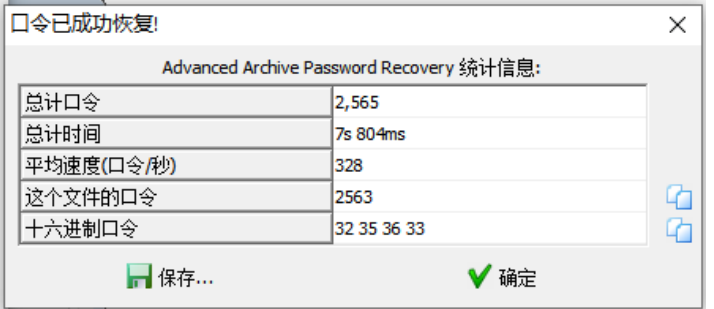 口令已成功恢复!
Advanced Archive Password Recovery 统计信息:
总计口令 2,565
总计时间 7s 804ms
平均速度(口令/秒) 328
这个文件的口令 2563
十六进制口令 32 35 36 33
保存... 确定